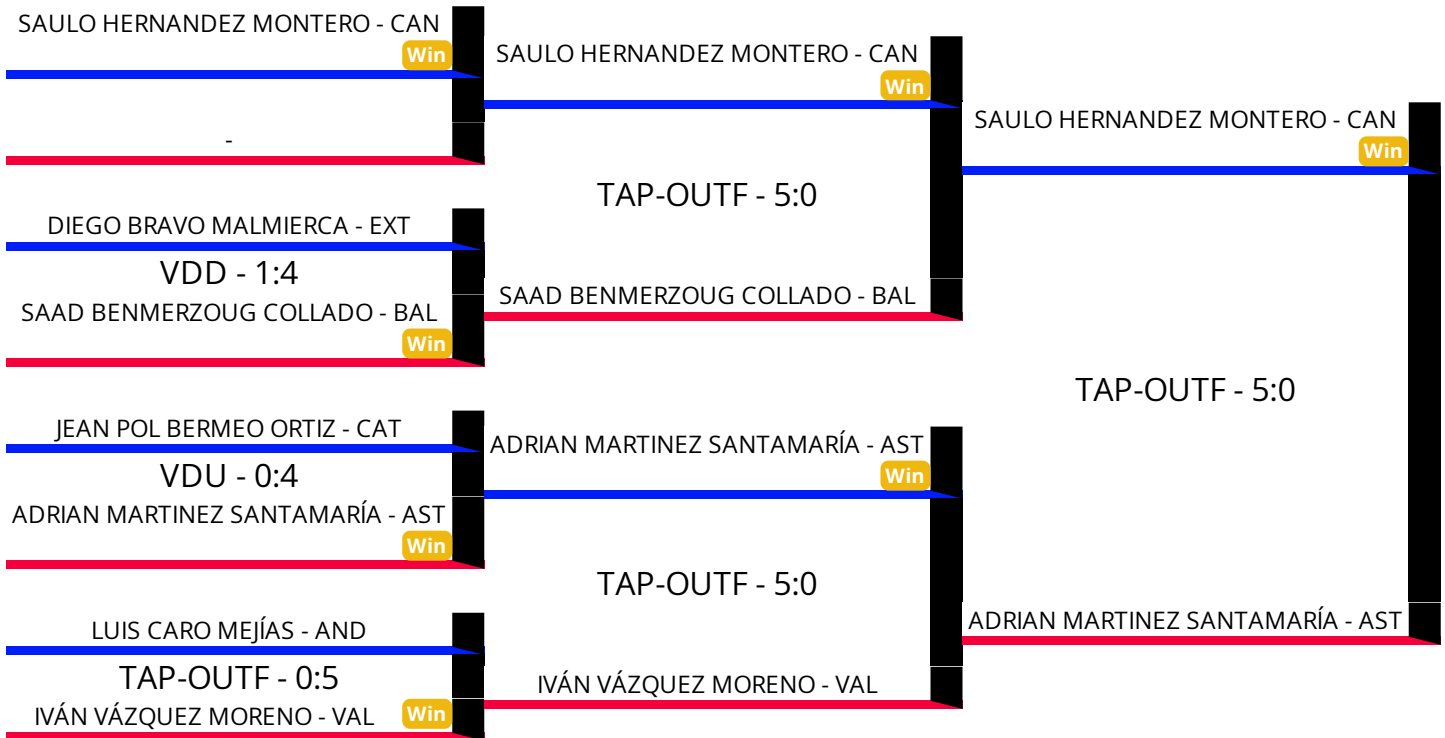 SAULO HERNANDEZ MONTERO - CAN
Win
-
DIEGO BRAVO MALMIERCA - EXT
VDD - 1:4
SAAD BENMERZOUG COLLADO - BAL
Win
JEAN POL BERMEO ORTIZ - CAT
VDU - 0:4
ADRIAN MARTINEZ SANTAMARÍA - AST
Win
LUIS CARO MEJÍAS - AND
TAP-OUTF - 0:5
IVÁN VÁZQUEZ MORENO - VAL
Win
SAULO HERNANDEZ MONTERO - CAN
Win
TAP-OUTF - 5:0
SAAD BENMERZOUG COLLADO - BAL
ADRIAN MARTINEZ SANTAMARÍA - AST
Win
TAP-OUTF - 5:0
IVÁN VÁZQUEZ MORENO - VAL
SAULO HERNANDEZ MONTERO - CAN
Win
TAP-OUTF - 5:0
ADRIAN MARTINEZ SANTAMARÍA - AST